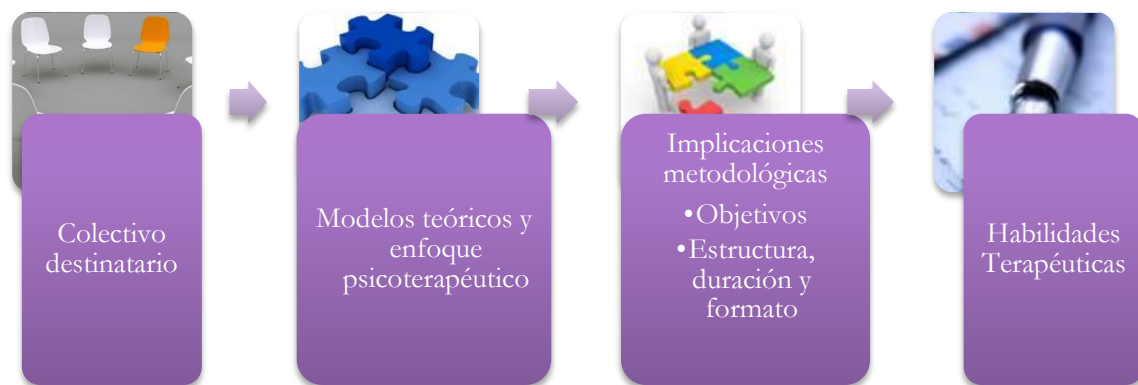 Colectivo
destinatario
Modelos teóricos y
enfoque
psicoterapéutico
Implicaciones
metodológicas
•Objetivos
•Estructura,
duración y
formato
Habilidades
Terapéuticas